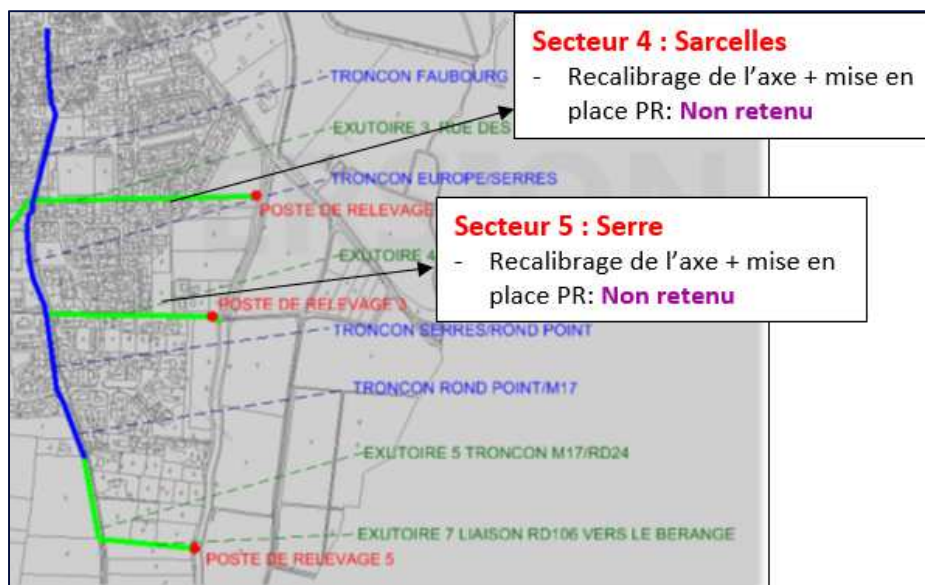 Secteur 4 : Sarcelles
- Recalibrage de l'axe + mise en
place PR: Non retenu
TRONCON FAUBOURG
EXUTOIRE 3 RUE DES
TRONCON EUROPE/SERRES
POSTE DE RELEVAGE
Secteur 5 : Serre
- Recalibrage de l'axe + mise en
place PR: Non retenu
EXUTOIRE 4
POSTE DE RELEVAGE 3
TRONCON SERRES/ROND POINT
TRONCON ROND POINT/M17
EXUTOIRE 5 TRONCON M17/RD24
EXUTOIRE 7 LIAISON RD106 VERS LE BERANGE
POSTE DE RELEVAGE 5